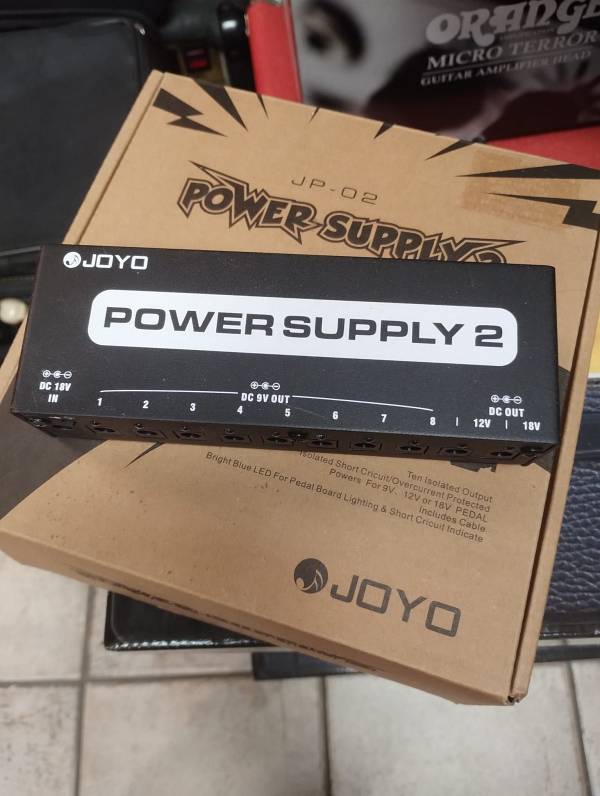 ORANGE
MICRO TERROR
GUITAR AMPLIFIER HEAD
JP-02
POWER SUPPLY 2
JOYO
POWER SUPPLY 2
DC 18V
IN
DC 9V OUT
1 2 3 4 5 6 7 8
DC OUT
12V | 18V
Ten Isolated Output
Isolated Short Cricuit/Overcurrent Protected
Powers For 9V, 12V or 18V PEDAL
Includes Cable
Bright Blue LED For Pedal Board Lighting & Short Circuit Indicate
JOYO